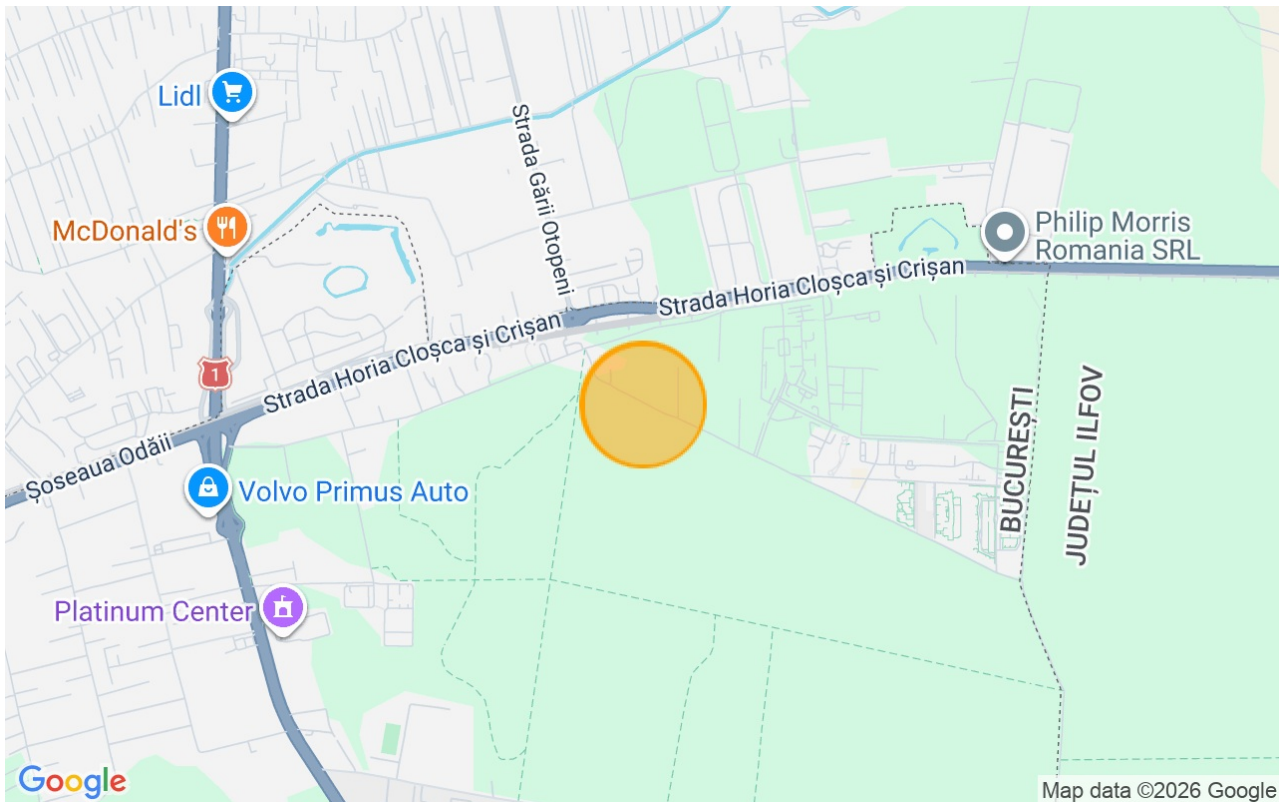 Lidl
Strada Gării Otopeni
McDonald's
Philip Morris
Romania SRL
Strada Horia Cloșca și Crișan
1
Strada Horia Cloșca și Crișan
Șoseaua Odăii
BUCUREȘTI
JUDEȚUL ILFOV
Volvo Primus Auto
Platinum Center
Google
Map data ©2026 Google